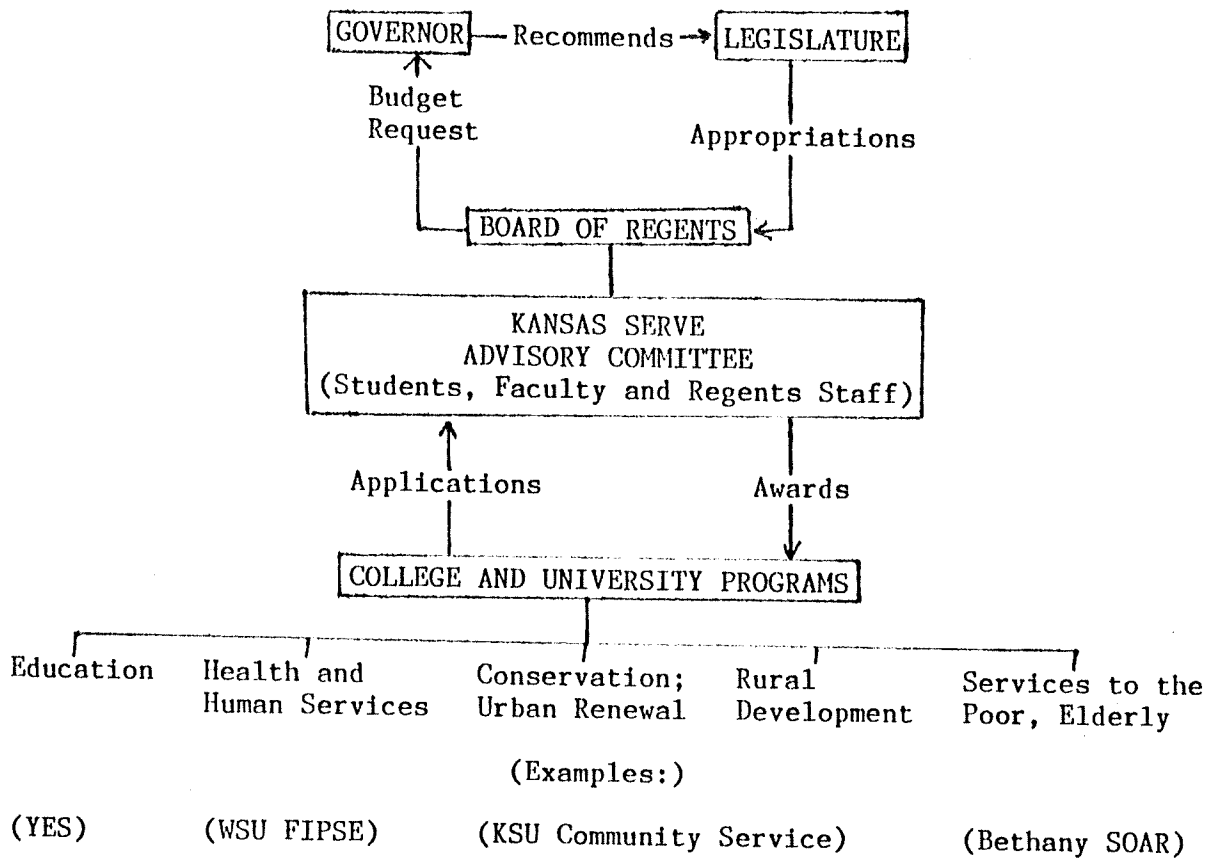 GOVERNOR Recommends LEGISLATURE
Budget
Request
Appropriations
BOARD OF REGENTS
KANSAS SERVE
ADVISORY COMMITTEE
(Students, Faculty and Regents Staff)
Applications Awards
COLLEGE AND UNIVERSITY PROGRAMS
Education Health and Conservation; Rural Services to the
Human Services Urban Renewal Development Poor, Elderly
(Examples:)
(YES) (WSU FIPSE) (KSU Community Service) (Bethany SOAR)